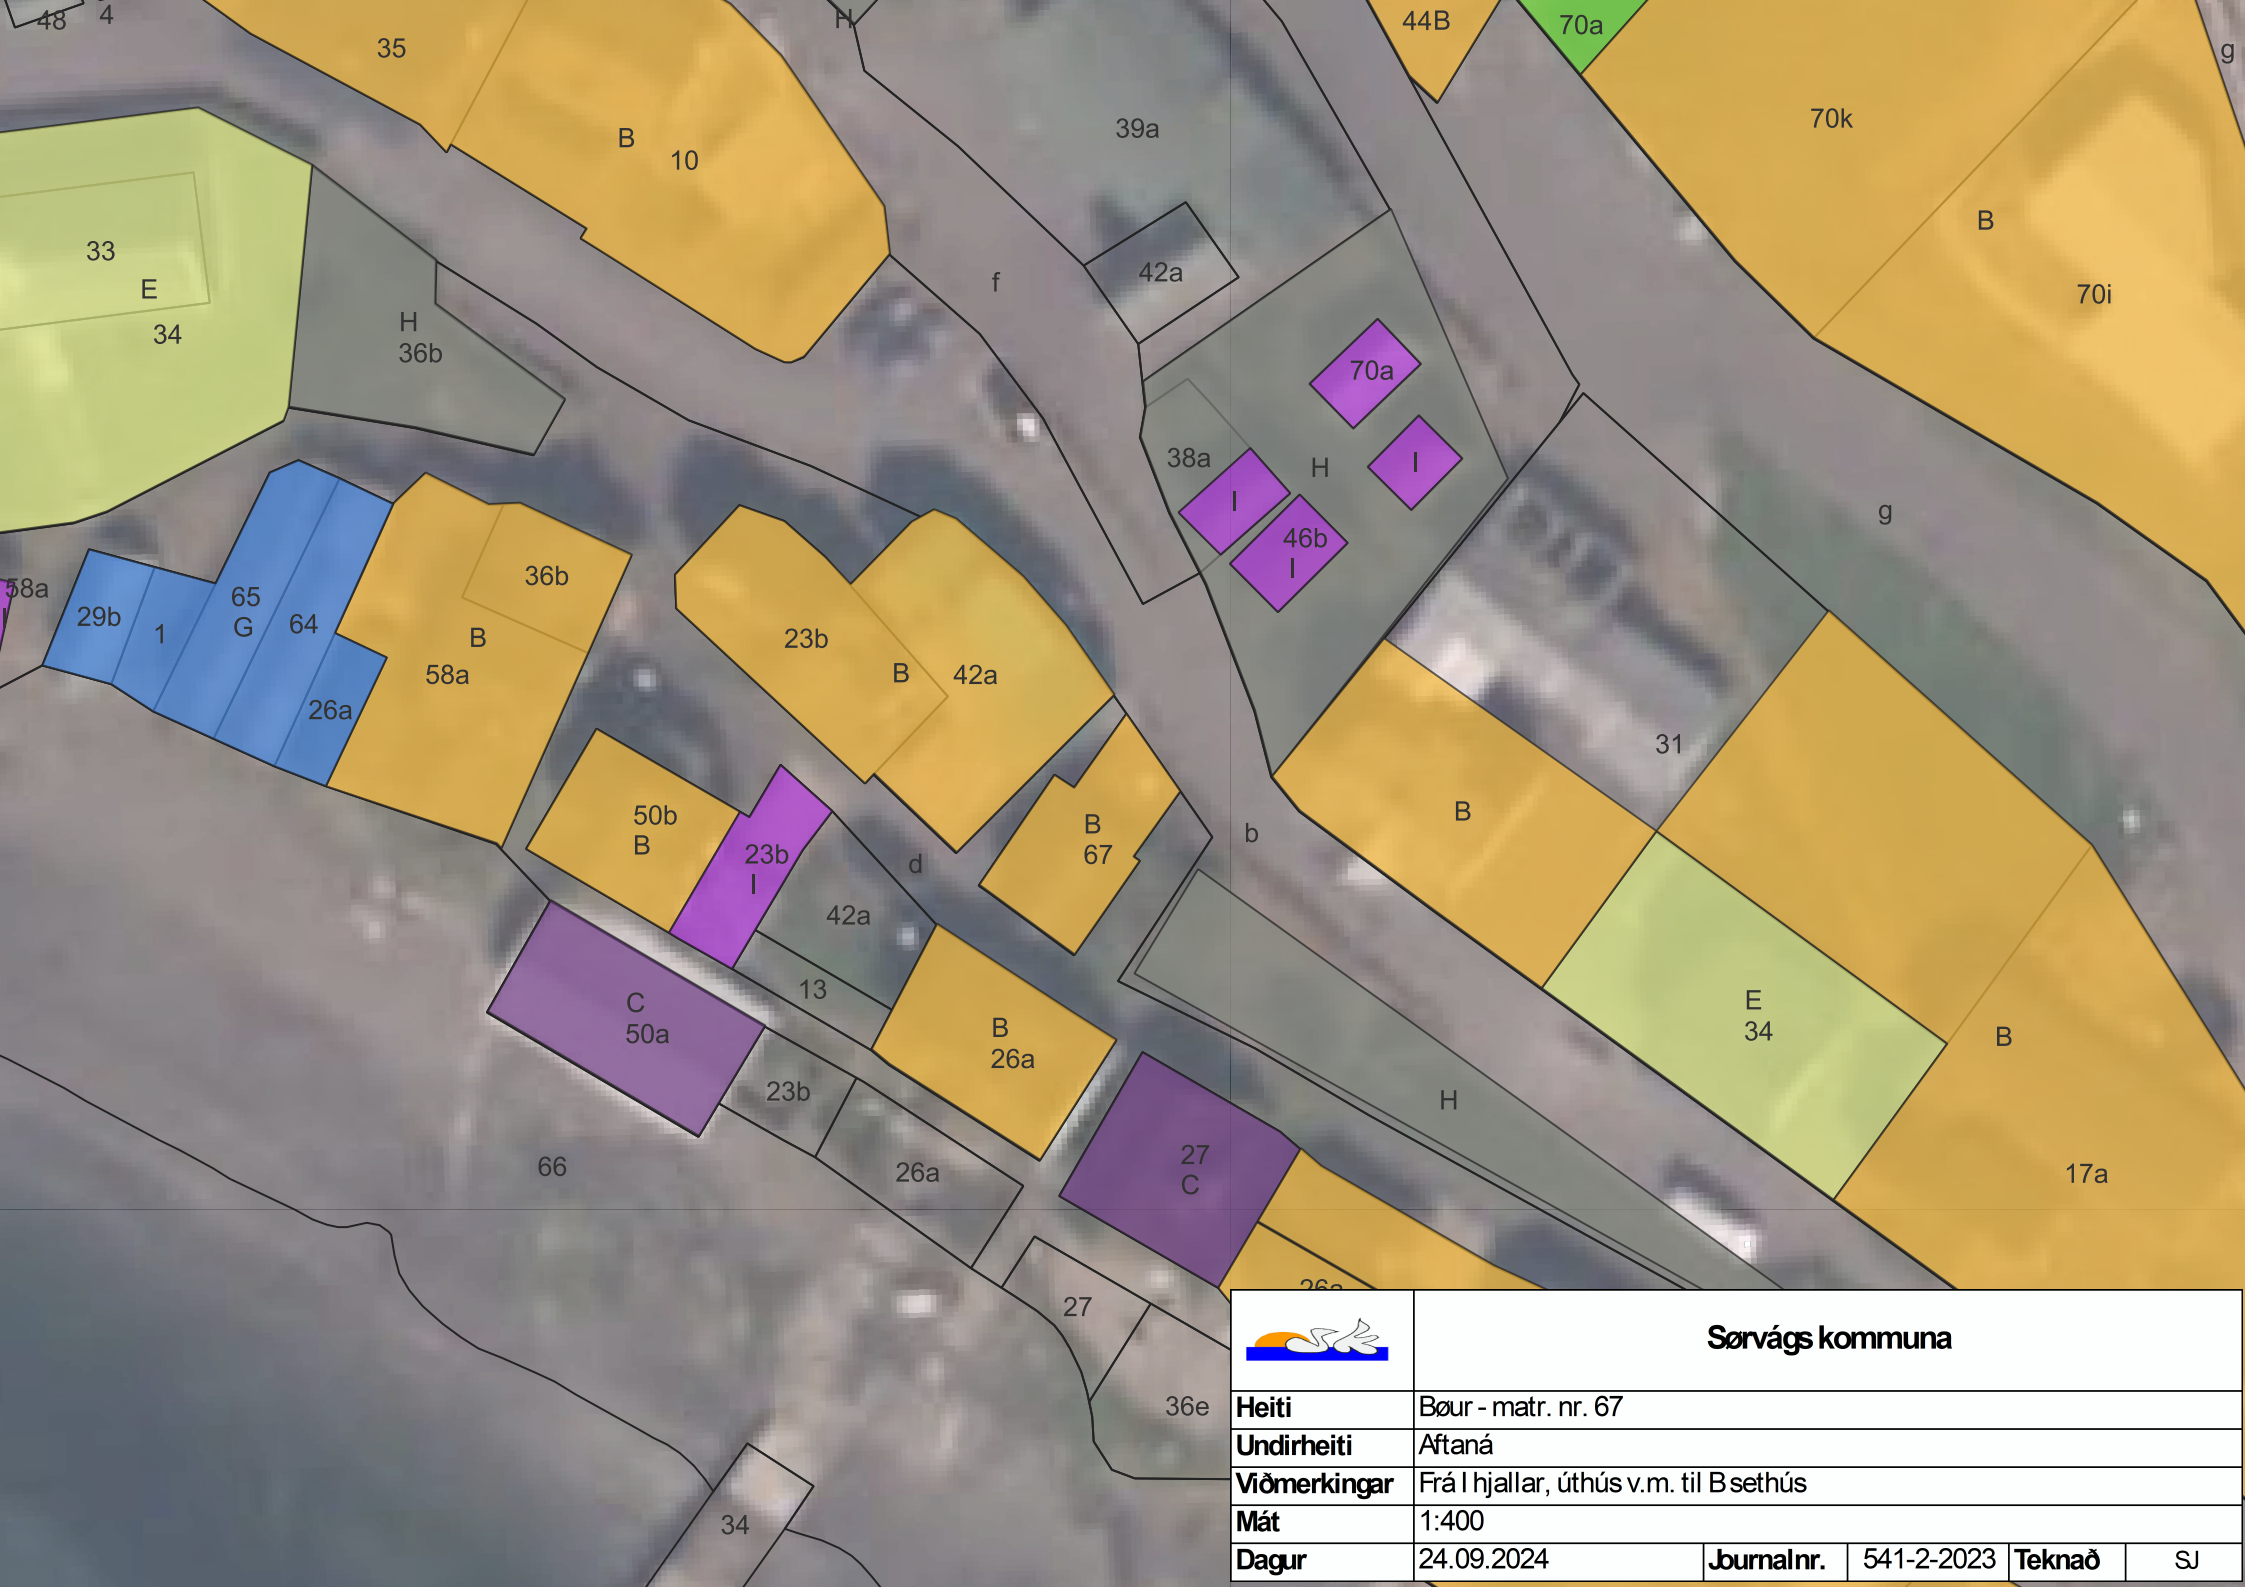 48
4
H
35
B
10
39a
44B
70a
70k
g
B
70i
33
E
34
H
36b
f
42a
70a
I
38a
H
I
46b
I
g
58a
I
29b
1
65
G
64
26a
36b
B
58a
23b
B
42a
31
B
50b
B
23b
I
d
B
67
b
42a
13
C
50a
B
26a
23b
26a
E
34
B
H
17a
66
27
C
26a
27
36e
34
Sørvágs kommuna
Heiti Bøur - matr. nr. 67
Undirheiti Aftaná
Viðmerkingar Frá I hjallar, úthús v.m. til B sethús
Mát 1:400
Dagur 24.09.2024 Journalnr. 541-2-2023 Teknað SJ